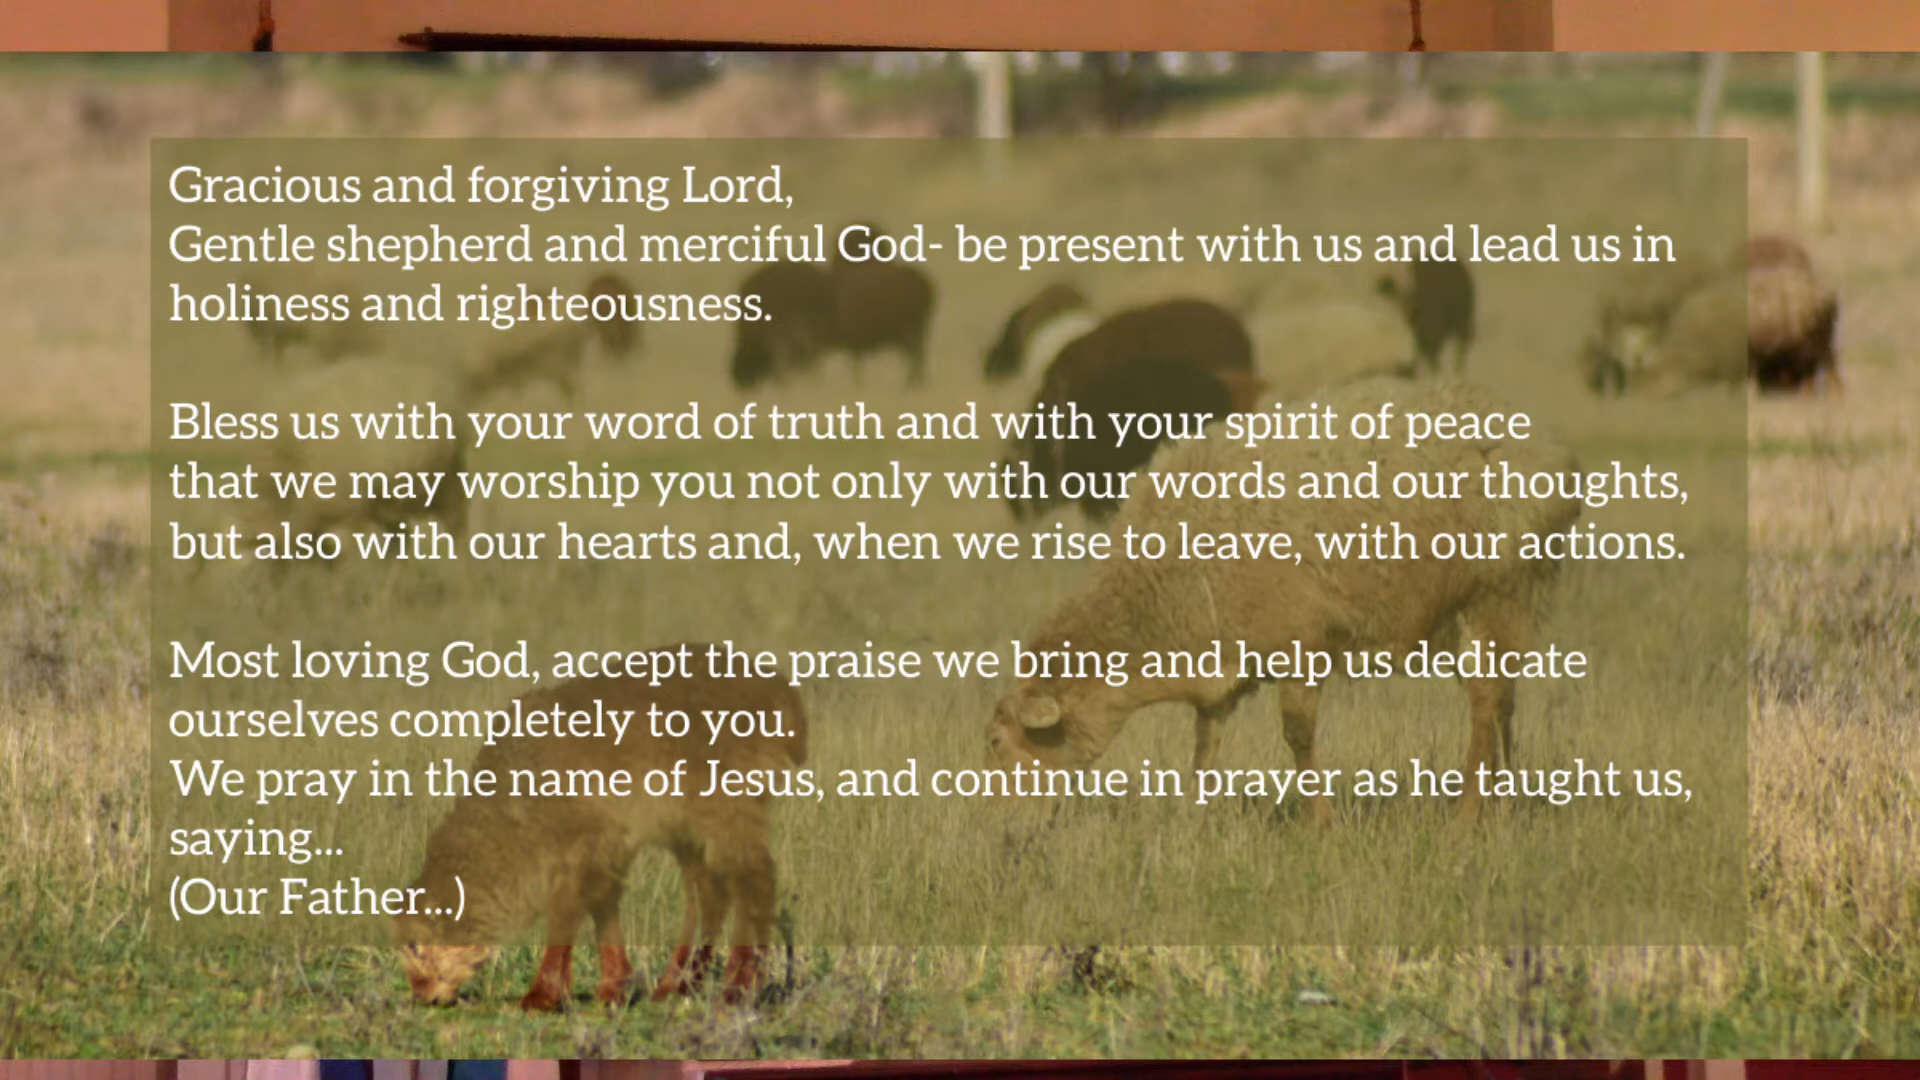 Gracious and forgiving Lord,
Gentle shepherd and merciful God- be present with us and lead us in
holiness and righteousness.
Bless us with your word of truth and with your spirit of peace
that we may worship you not only with our words and our thoughts,
but also with our hearts and, when we rise to leave, with our actions.
Most loving God, accept the praise we bring and help us dedicate
ourselves completely to you.
We pray in the name of Jesus, and continue in prayer as he taught us,
saying...
(Our Father...)